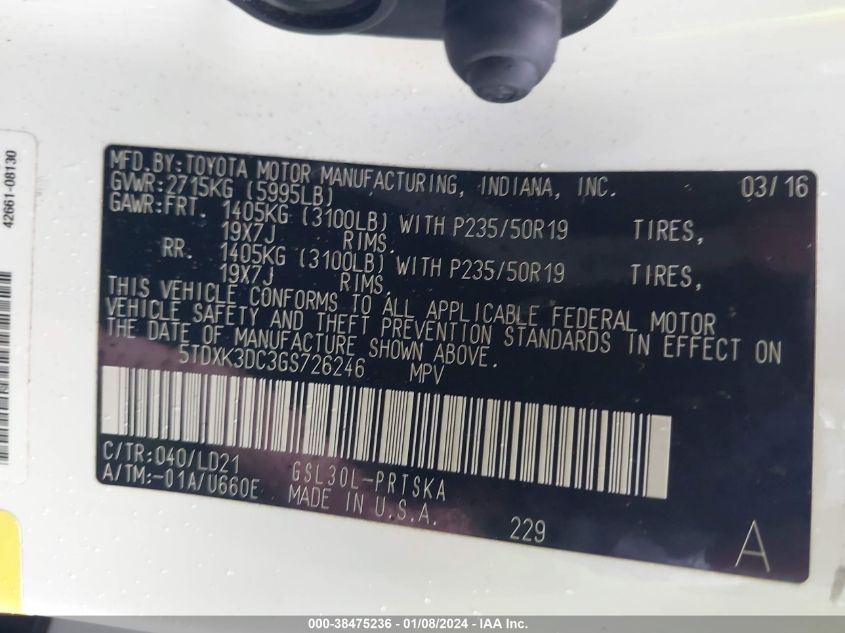 42661-08130
MFD.BY:TOYOTA MOTOR MANUFACTURING, INDIANA, INC. 03/16
GVWR:2715KG (5995LB)
GAWR:FRT. 1405KG (3100LB) WITH P235/50R19 TIRES,
19X7J RIMS.
RR. 1405KG (3100LB) WITH P235/50R19 TIRES,
19X7J RIMS.
THIS VEHICLE CONFORMS TO ALL APPLICABLE FEDERAL MOTOR
VEHICLE SAFETY AND THEFT PREVENTION STANDARDS IN EFFECT ON
THE DATE OF MANUFACTURE SHOWN ABOVE.
5TDXK3DC3GS726246 MPV
C/TR:040/LD21 GSL30L-PRTSKA
A/TM:-01A/U660E MADE IN U.S.A.
229 A
000-38475236 - 01/08/2024 - IAA Inc.